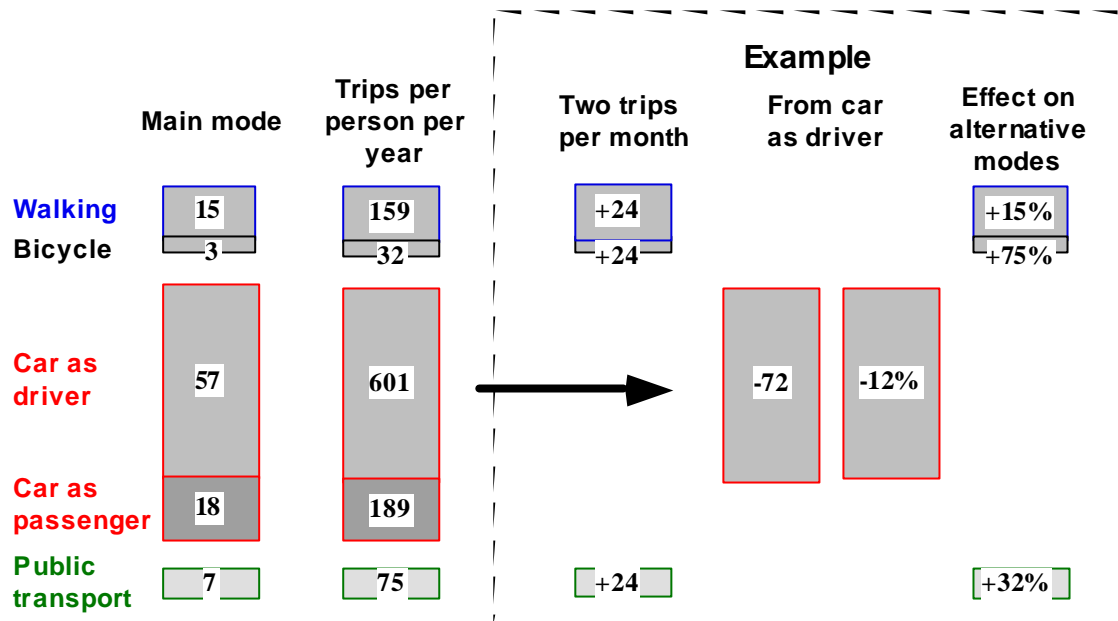 Example
Main mode
Trips per
person per
year
Two trips
per month
From car
as driver
Effect on
alternative
modes
Walking
15
159
+24
+15%
Bicycle
3
32
+24
+75%
Car as
driver
57
601
-72
-12%
Car as
passenger
18
189
Public
transport
7
75
+24
+32%